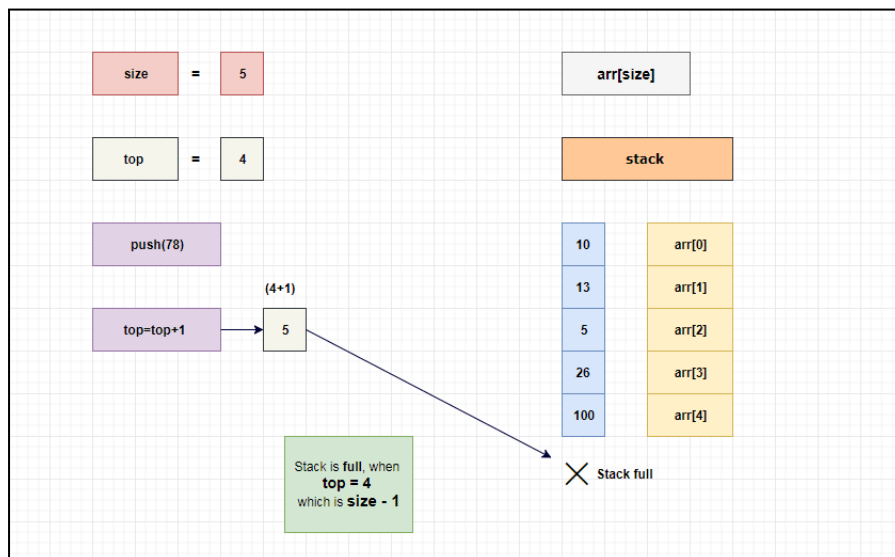 size = 5
arr[size]
top = 4
stack
push(78)
10 arr[0]
(4+1)
13 arr[1]
top=top+1 5
5 arr[2]
26 arr[3]
100 arr[4]
Stack is full, when
top = 4
which is size - 1
Stack full